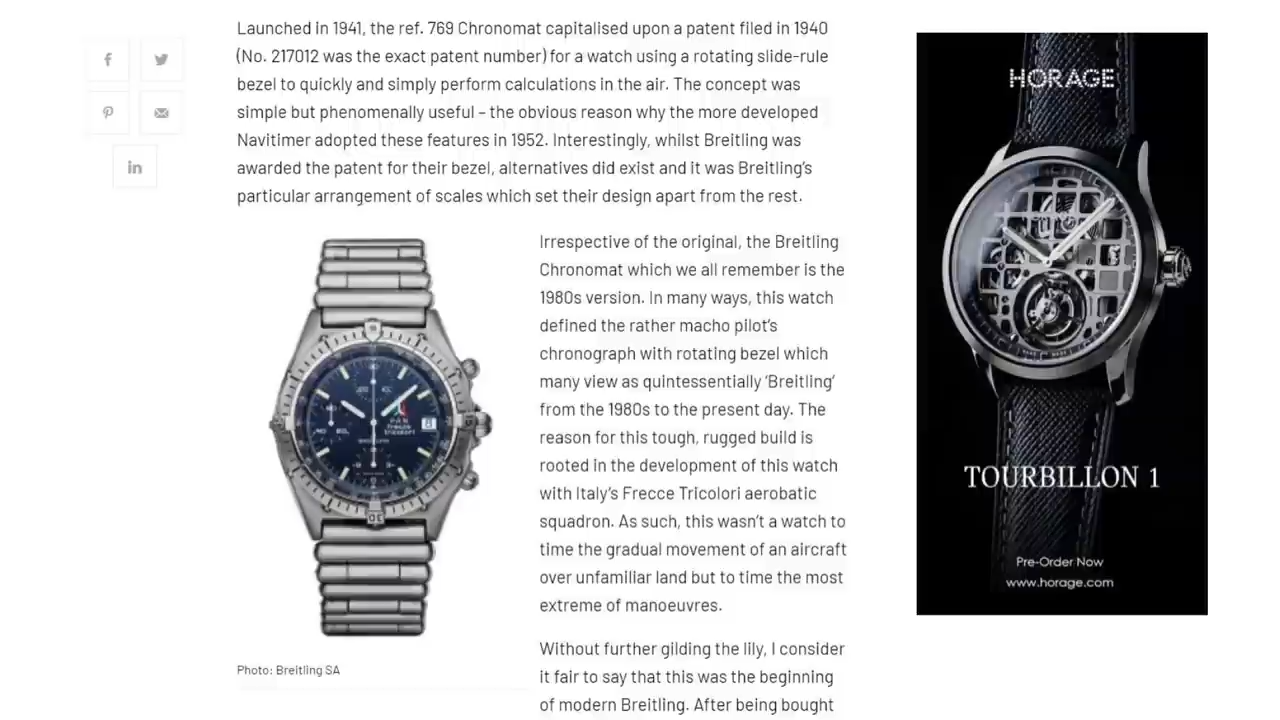 Launched in 1941, the ref. 769 Chronomat capitalised upon a patent filed in 1940
(No. 217012 was the exact patent number) for a watch using a rotating slide-rule
bezel to quickly and simply perform calculations in the air. The concept was
simple but phenomenally useful – the obvious reason why the more developed
Navitimer adopted these features in 1952. Interestingly, whilst Breitling was
awarded the patent for their bezel, alternatives did exist and it was Breitling's
particular arrangement of scales which set their design apart from the rest.
Irrespective of the original, the Breitling
Chronomat which we all remember is the
1980s version. In many ways, this watch
defined the rather macho pilot's
chronograph with rotating bezel which
many view as quintessentially 'Breitling'
from the 1980s to the present day. The
reason for this tough, rugged build is
rooted in the development of this watch
with Italy's Frecce Tricolori aerobatic
squadron. As such, this wasn't a watch to
time the gradual movement of an aircraft
over unfamiliar land but to time the most
extreme of manoeuvres.
Without further gilding the lily, I consider
it fair to say that this was the beginning
of modern Breitling. After being bought
Photo: Breitling SA
HORAGE
TOURBILLON 1
Pre-Order Now
www.horage.com